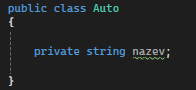 public class Auto
{
private string nazev;
}